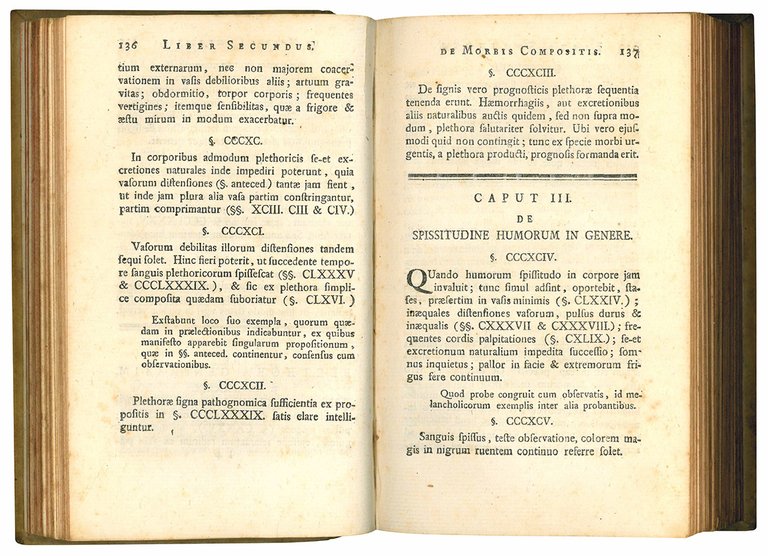 136 LIBER SECUNDUS.
tium externarum, nec non majorem coacer-
vationem in vaſis debilioribus aliis; artuum gra-
vitas; obdormitio, torpor corporis; frequentes
vertigines; itemque ſenſibilitas, quæ a frigore &
æſtu mirum in modum exacerbatur.
§. CCCXC.
In corporibus admodum plethoricis ſe-et ex-
cretiones naturales inde impediri poterunt, quia
vaſorum diſtenſiones (§. anteced.) tantæ jam fient,
ut inde jam plura alia vaſa partim conſtringantur,
partim comprimantur (§§. XCIII. CIII & CIV.)
§. CCCXCI.
Vaſorum debilitas illorum diſtenſiones tandem
ſequi ſolet. Hinc fieri poterit, ut ſuccedente tempo-
re ſanguis plethoricorum ſpiſſeſcat (§§. CLXXXV
& CCCLXXXIX.), & ſic ex plethora ſimpli-
ce compoſita quædam ſuboriatur (§. CLXVI.)
Exſtabunt loco ſuo exempla, quorum quæ-
dam in prælectionibus indicabuntur, ex quibus
manifeſto apparebit ſingularum propoſitionum,
quæ in §§. anteced. continentur, conſenſus cum
obſervationibus.
§. CCCXCII.
Plethoræ ſigna pathognomica ſufficientia ex pro-
poſitis in §. CCCLXXXIX. ſatis clare intelli-
guntur.
DE MORBIS COMPOSITIS. 137
§. CCCXCIII.
De ſignis vero prognoſticis plethoræ ſequentia
tenenda erunt. Hæmorrhagiis, aut excretionibus
aliis naturalibus auctis quidem, ſed non ſupra mo-
dum, plethora ſalutariter ſolvitur. Ubi vero ejuſ-
modi quid non contingit; tunc ex ſpecie morbi ur-
gentis, a plethora producti, prognoſis formanda erit.
CAPUT III.
DE
SPISSITUDINE HUMORUM IN GENERE.
§. CCCXCIV.
Quando humorum ſpiſſitudo in corpore jam
invaluit; tunc ſimul adſint, oportebit, ſta-
ſes, præſertim in vaſis minimis (§. CLXXIV.);
inæquales diſtenſiones vaſorum, pulſus durus &
inæqualis (§§. CXXXVII & CXXXVIII.); fre-
quentes cordis palpitationes (§. CXLIX.); ſe-et
excretionum naturalium impedita ſucceſſio; ſom-
nus inquietus; pallor in facie & extremorum fri-
gus fere continuum.
Quod probe congruit cum obſervatis, id me-
lancholicorum exemplis inter alia probantibus.
§. CCCXCV.
Sanguis ſpiſſus, teſte obſervatione, colorem ma-
gis in nigrum ruentem continuo referre ſolet.